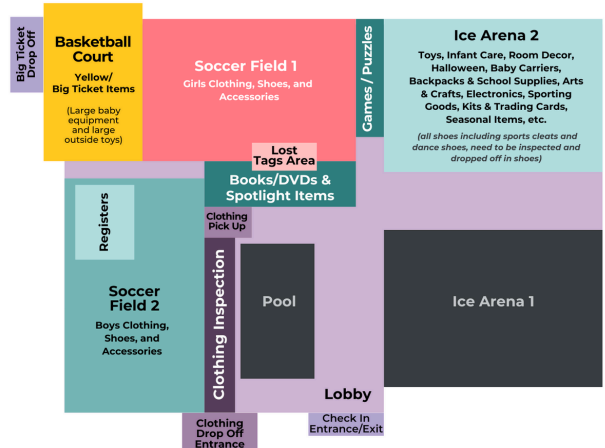 Big Ticket
Drop Off
Basketball
Court
Yellow/
Big Ticket Items
(Large baby
equipment
and large
outside toys)
Soccer Field 1
Girls Clothing, Shoes, and
Accessories
Games / Puzzles
Ice Arena 2
Toys, Infant Care, Room Decor,
Halloween, Baby Carriers,
Backpacks & School Supplies, Arts
& Crafts, Electronics, Sporting
Goods, Kits & Trading Cards,
Seasonal Items, etc.
(all shoes including sports cleats and
dance shoes, need to be inspected and
dropped off in shoes)
Lost
Tags Area
Books/DVDs &
Spotlight Items
Registers
Clothing
Pick Up
Soccer
Field 2
Boys Clothing,
Shoes, and
Accessories
Clothing Inspection
Pool
Ice Arena 1
Lobby
Clothing
Drop Off
Entrance
Check In
Entrance/Exit